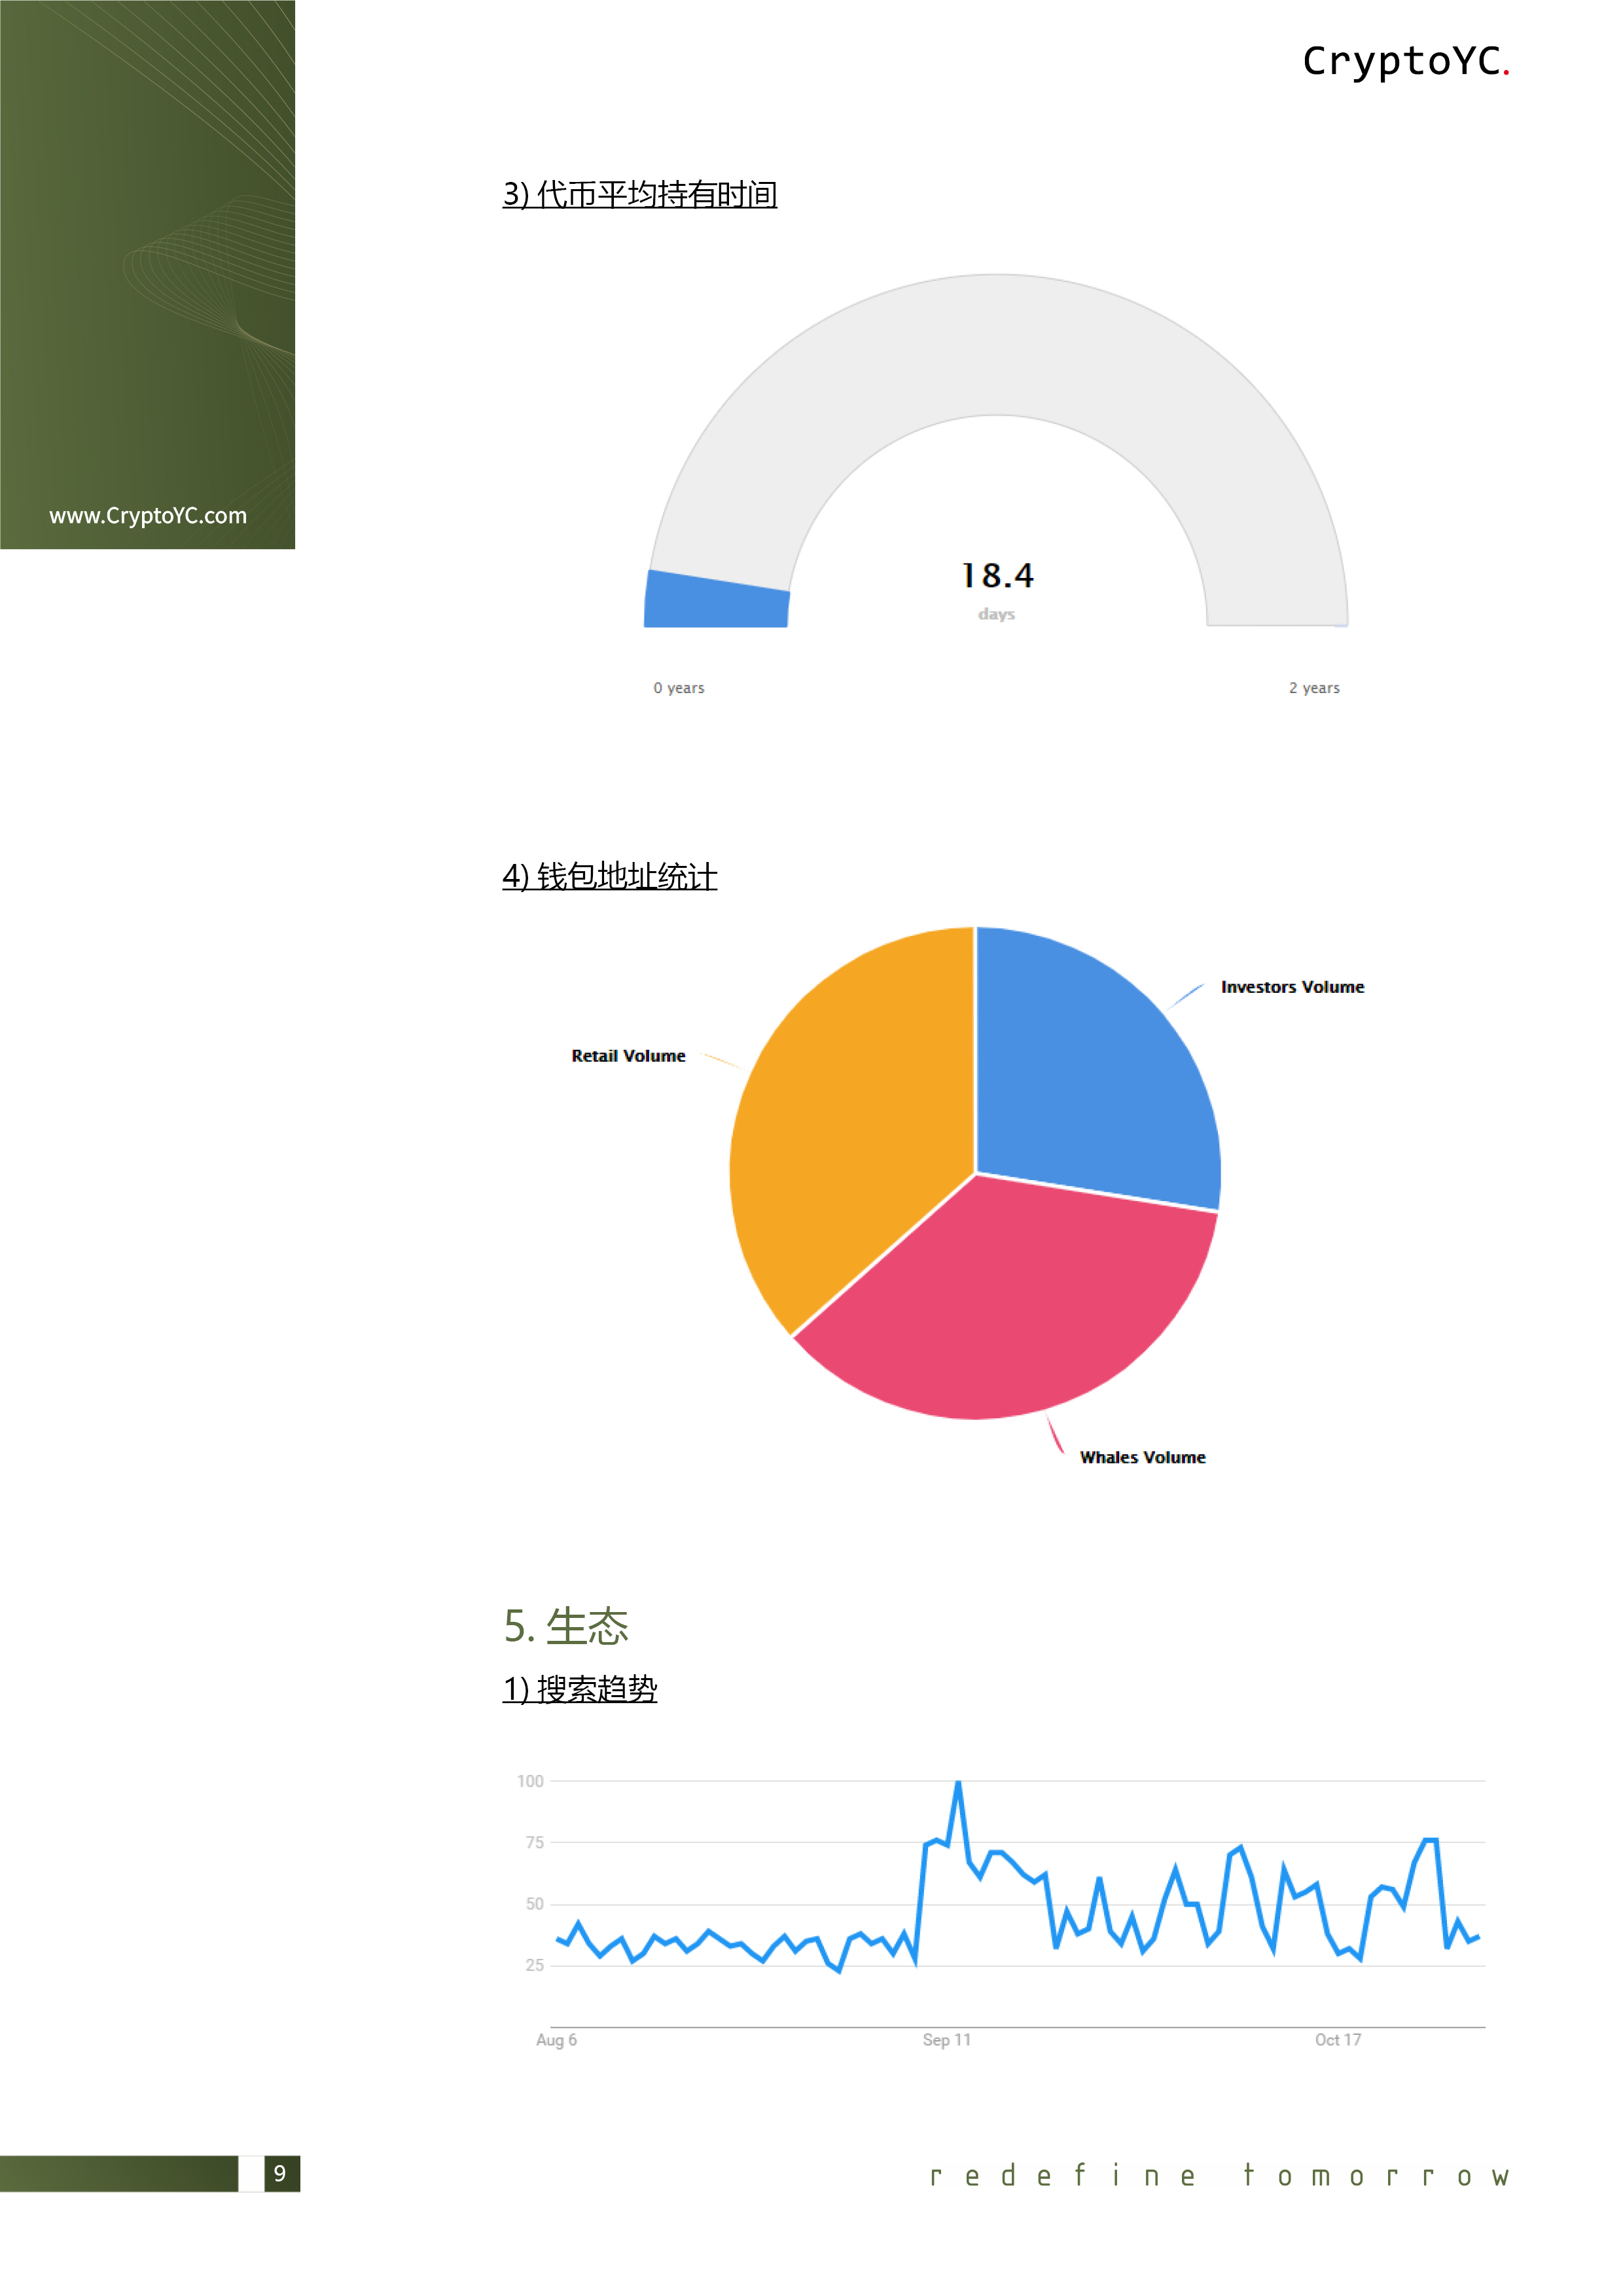 CryptoYC.
www.CryptoYC.com
3) 代币平均持有时间
18.4
days
0 years
2 years
4) 钱包地址统计
Investors Volume
Retail Volume
Whales Volume
5. 生态
1) 搜索趋势
100
75
50
25
Aug 6
Sep 11
Oct 17
9
redefine tomorrow